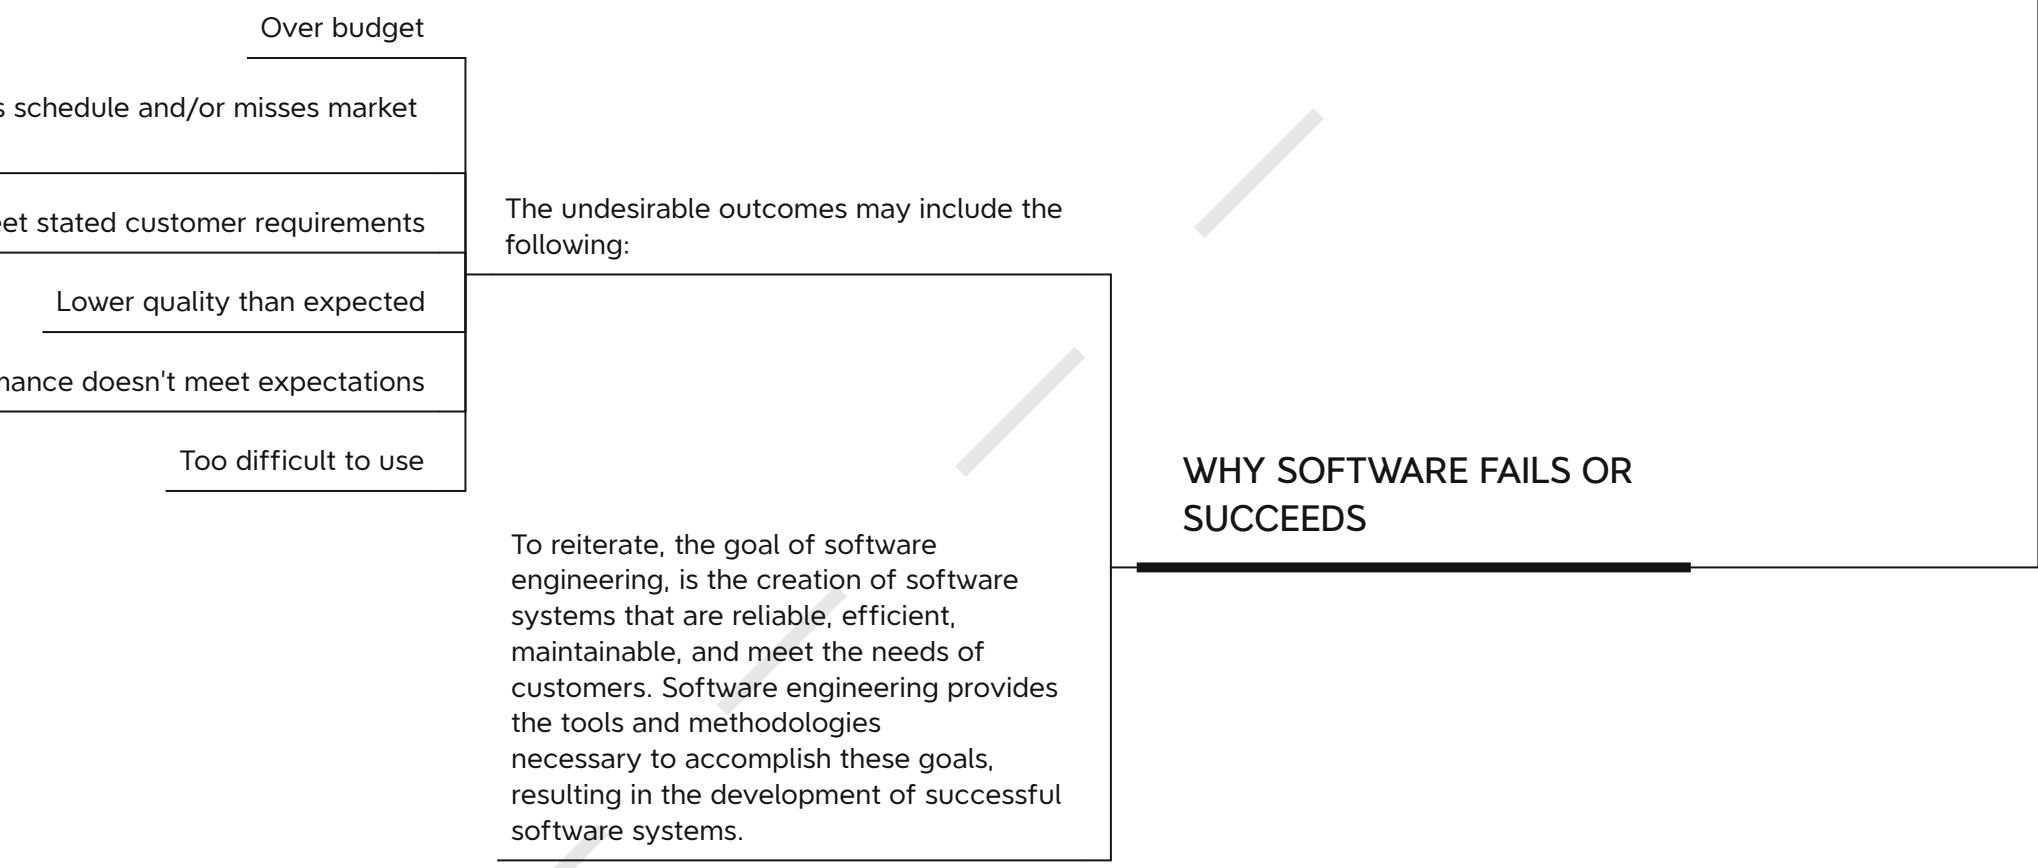 Over budget
schedule and/or misses market
stated customer requirements
Lower quality than expected
doesn't meet expectations
Too difficult to use
The undesirable outcomes may include the
following:
WHY SOFTWARE FAILS OR
SUCCEEDS
To reiterate, the goal of software
engineering, is the creation of software
systems that are reliable, efficient,
maintainable, and meet the needs of
customers. Software engineering provides
the tools and methodologies
necessary to accomplish these goals,
resulting in the development of successful
software systems.